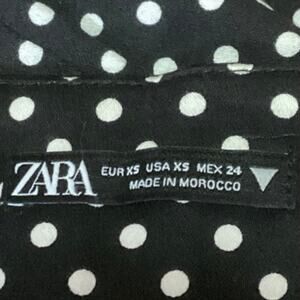 ZARA
EUR XS USA XS MEX 24
MADE IN MOROCCO